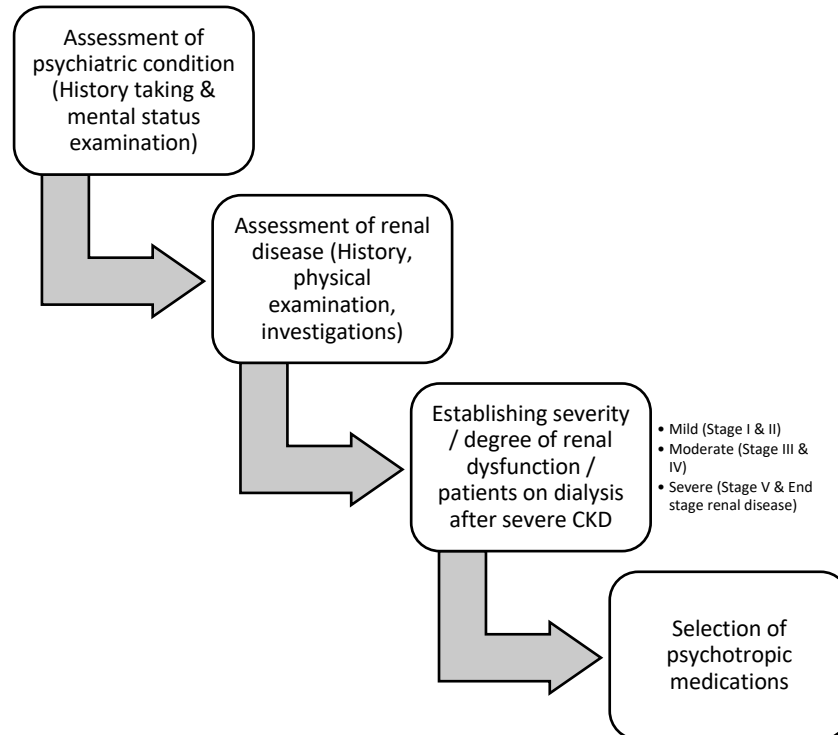 Assessment of
psychiatric condition
(History taking &
mental status
examination)
Assessment of renal
disease (History,
physical
examination,
investigations)
Establishing severity
/ degree of renal
dysfunction /
patients on dialysis
after severe CKD
• Mild (Stage I & II)
• Moderate (Stage III &
IV)
• Severe (Stage V & End
stage renal disease)
Selection of
psychotropic
medications